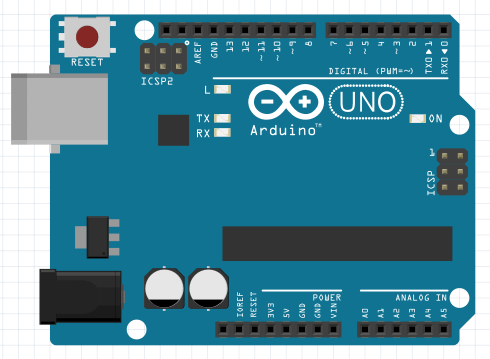 RESET
ICSP2
AREF
GND
13
12
~11
~10
~9
8
7
~6
~5
4
~3
2
TXO▶1
RXO◀0
DIGITAL (PWM=~)
L
TX
RX
Arduino™
UNO
ON
1
ICSP
POWER
ANALOG IN
IOREF
RESET
3V3
5V
GND
GND
VIN
A0
A1
A2
A3
A4
A5